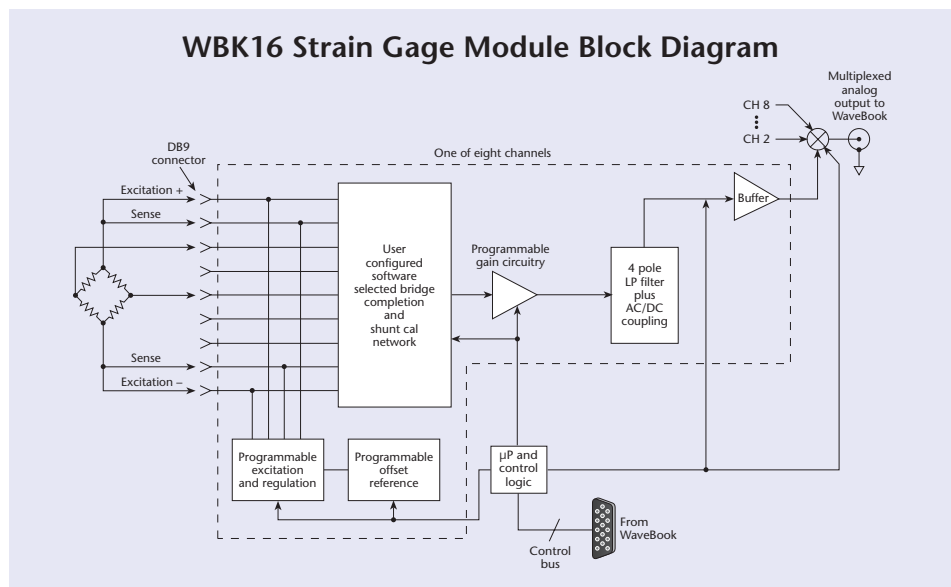 WBK16 Strain Gage Module Block Diagram
Multiplexed
analog
output to
WaveBook
CH 8
CH 2
DB9
connector
One of eight channels
Excitation +
Sense
Buffer
User
configured
software
selected bridge
completion
and
shunt cal
network
Programmable
gain circuitry
4 pole
LP filter
plus
AC/DC
coupling
Sense
Excitation –
Programmable
excitation
and regulation
Programmable
offset
reference
µP and
control
logic
From
WaveBook
Control
bus